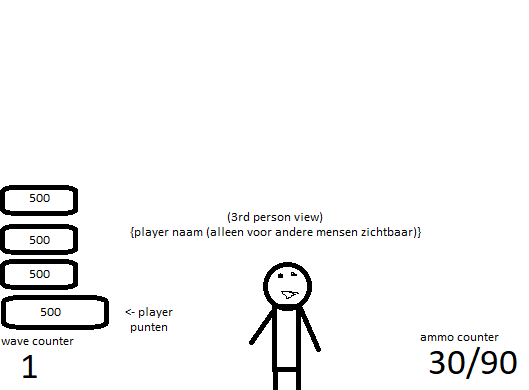 500
(3rd person view)
{player naam (alleen voor andere mensen zichtbaar)}
500
500
500
<- player
punten
wave counter
1
ammo counter
30/90